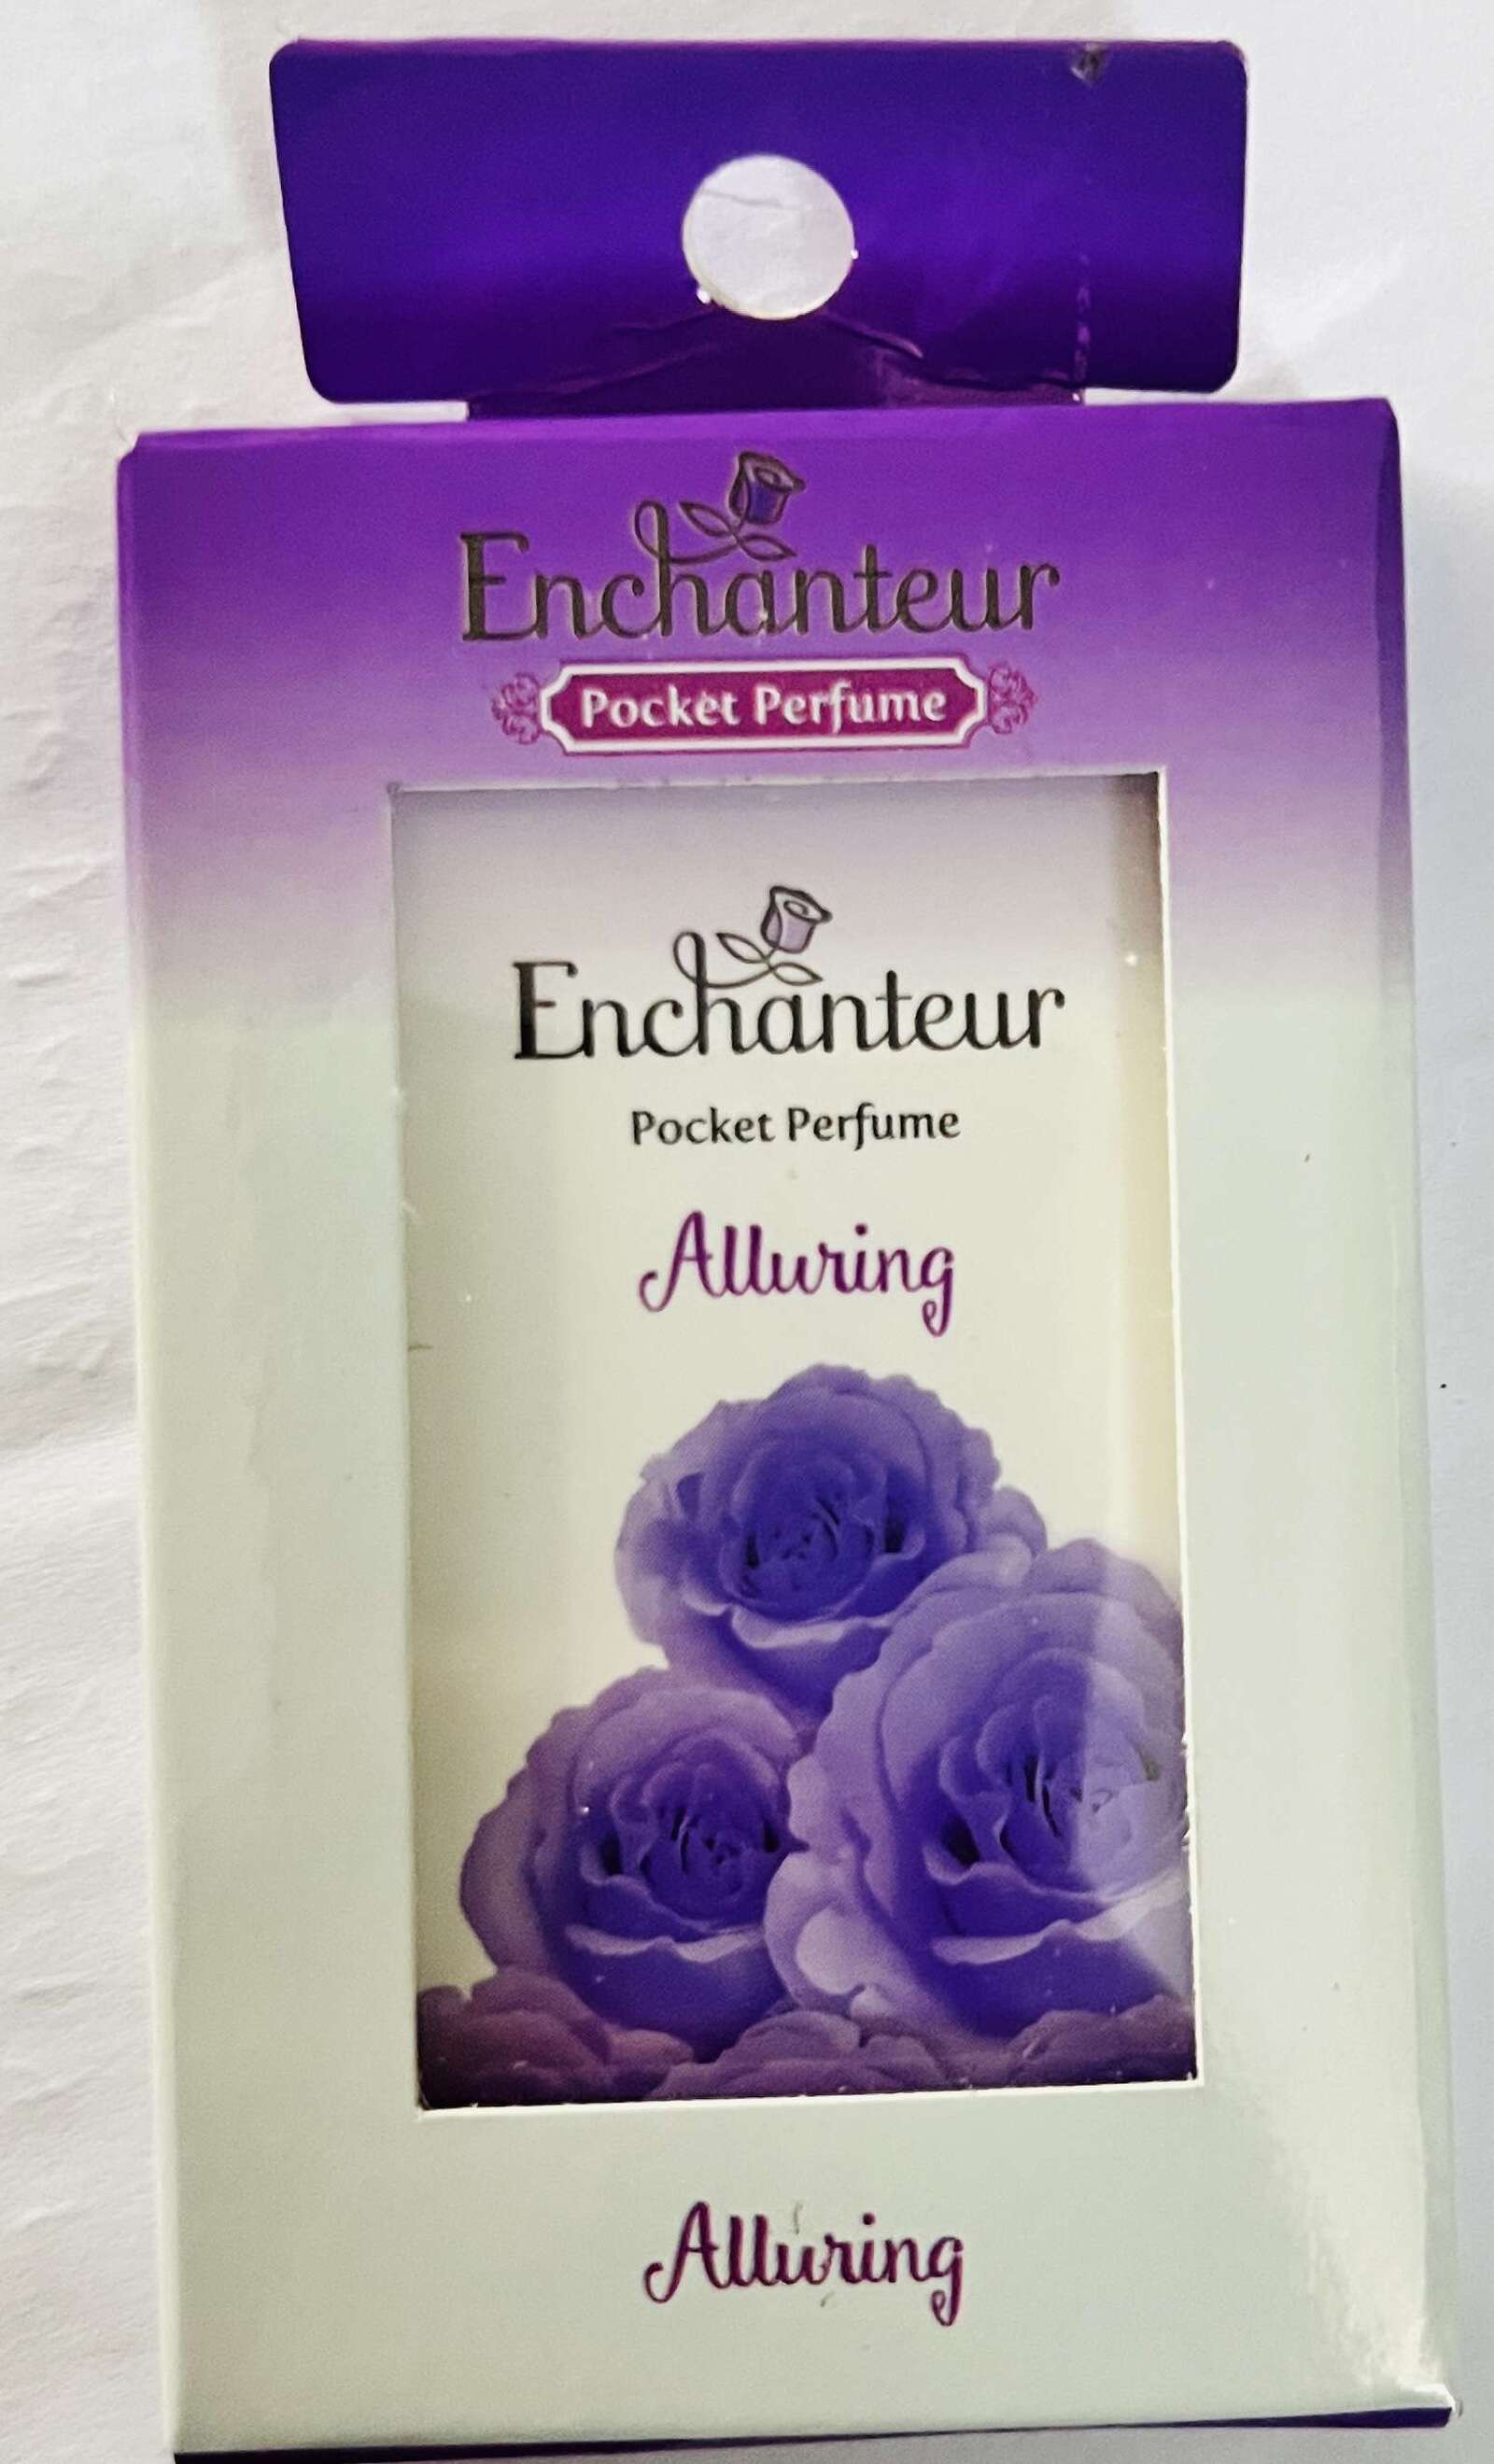 Enchanteur
Pocket Perfume
Enchanteur
Pocket Perfume
Alluring
Alluring